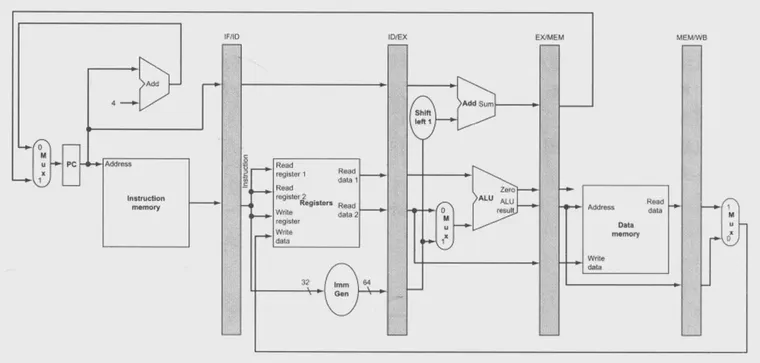 IF/ID
ID/EX
EX/MEM
MEM/WB
Add
4
Add Sum
Shift
left 1
0
M
u
x
1
PC
Address
Instruction
memory
Instruction
Read
register 1
Read
register 2
Write
register
Write
data
Registers
Read
data 1
Read
data 2
0
M
u
x
1
Zero
ALU
ALU
result
Address
Read
data
Data
memory
Write
data
1
M
u
x
0
32
Imm
Gen
64